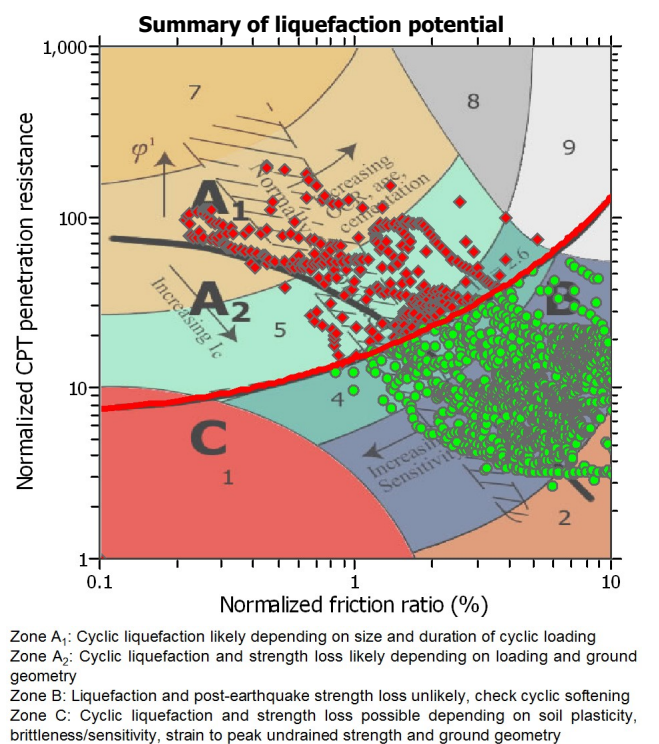 Summary of liquefaction potential
1,000
7
8
9
φ'
A1
Normally
Increasing
OCR, age,
cementation
100
Normalized CPT penetration resistance
2.6
A2
B
Increasing Ic
5
10
4
C
1
Increasing
Sensitivity
2
1
0.1
1
10
Normalized friction ratio (%)
Zone A1: Cyclic liquefaction likely depending on size and duration of cyclic loading
Zone A2: Cyclic liquefaction and strength loss likely depending on loading and ground
geometry
Zone B: Liquefaction and post-earthquake strength loss unlikely, check cyclic softening
Zone C: Cyclic liquefaction and strength loss possible depending on soil plasticity,
brittleness/sensitivity, strain to peak undrained strength and ground geometry